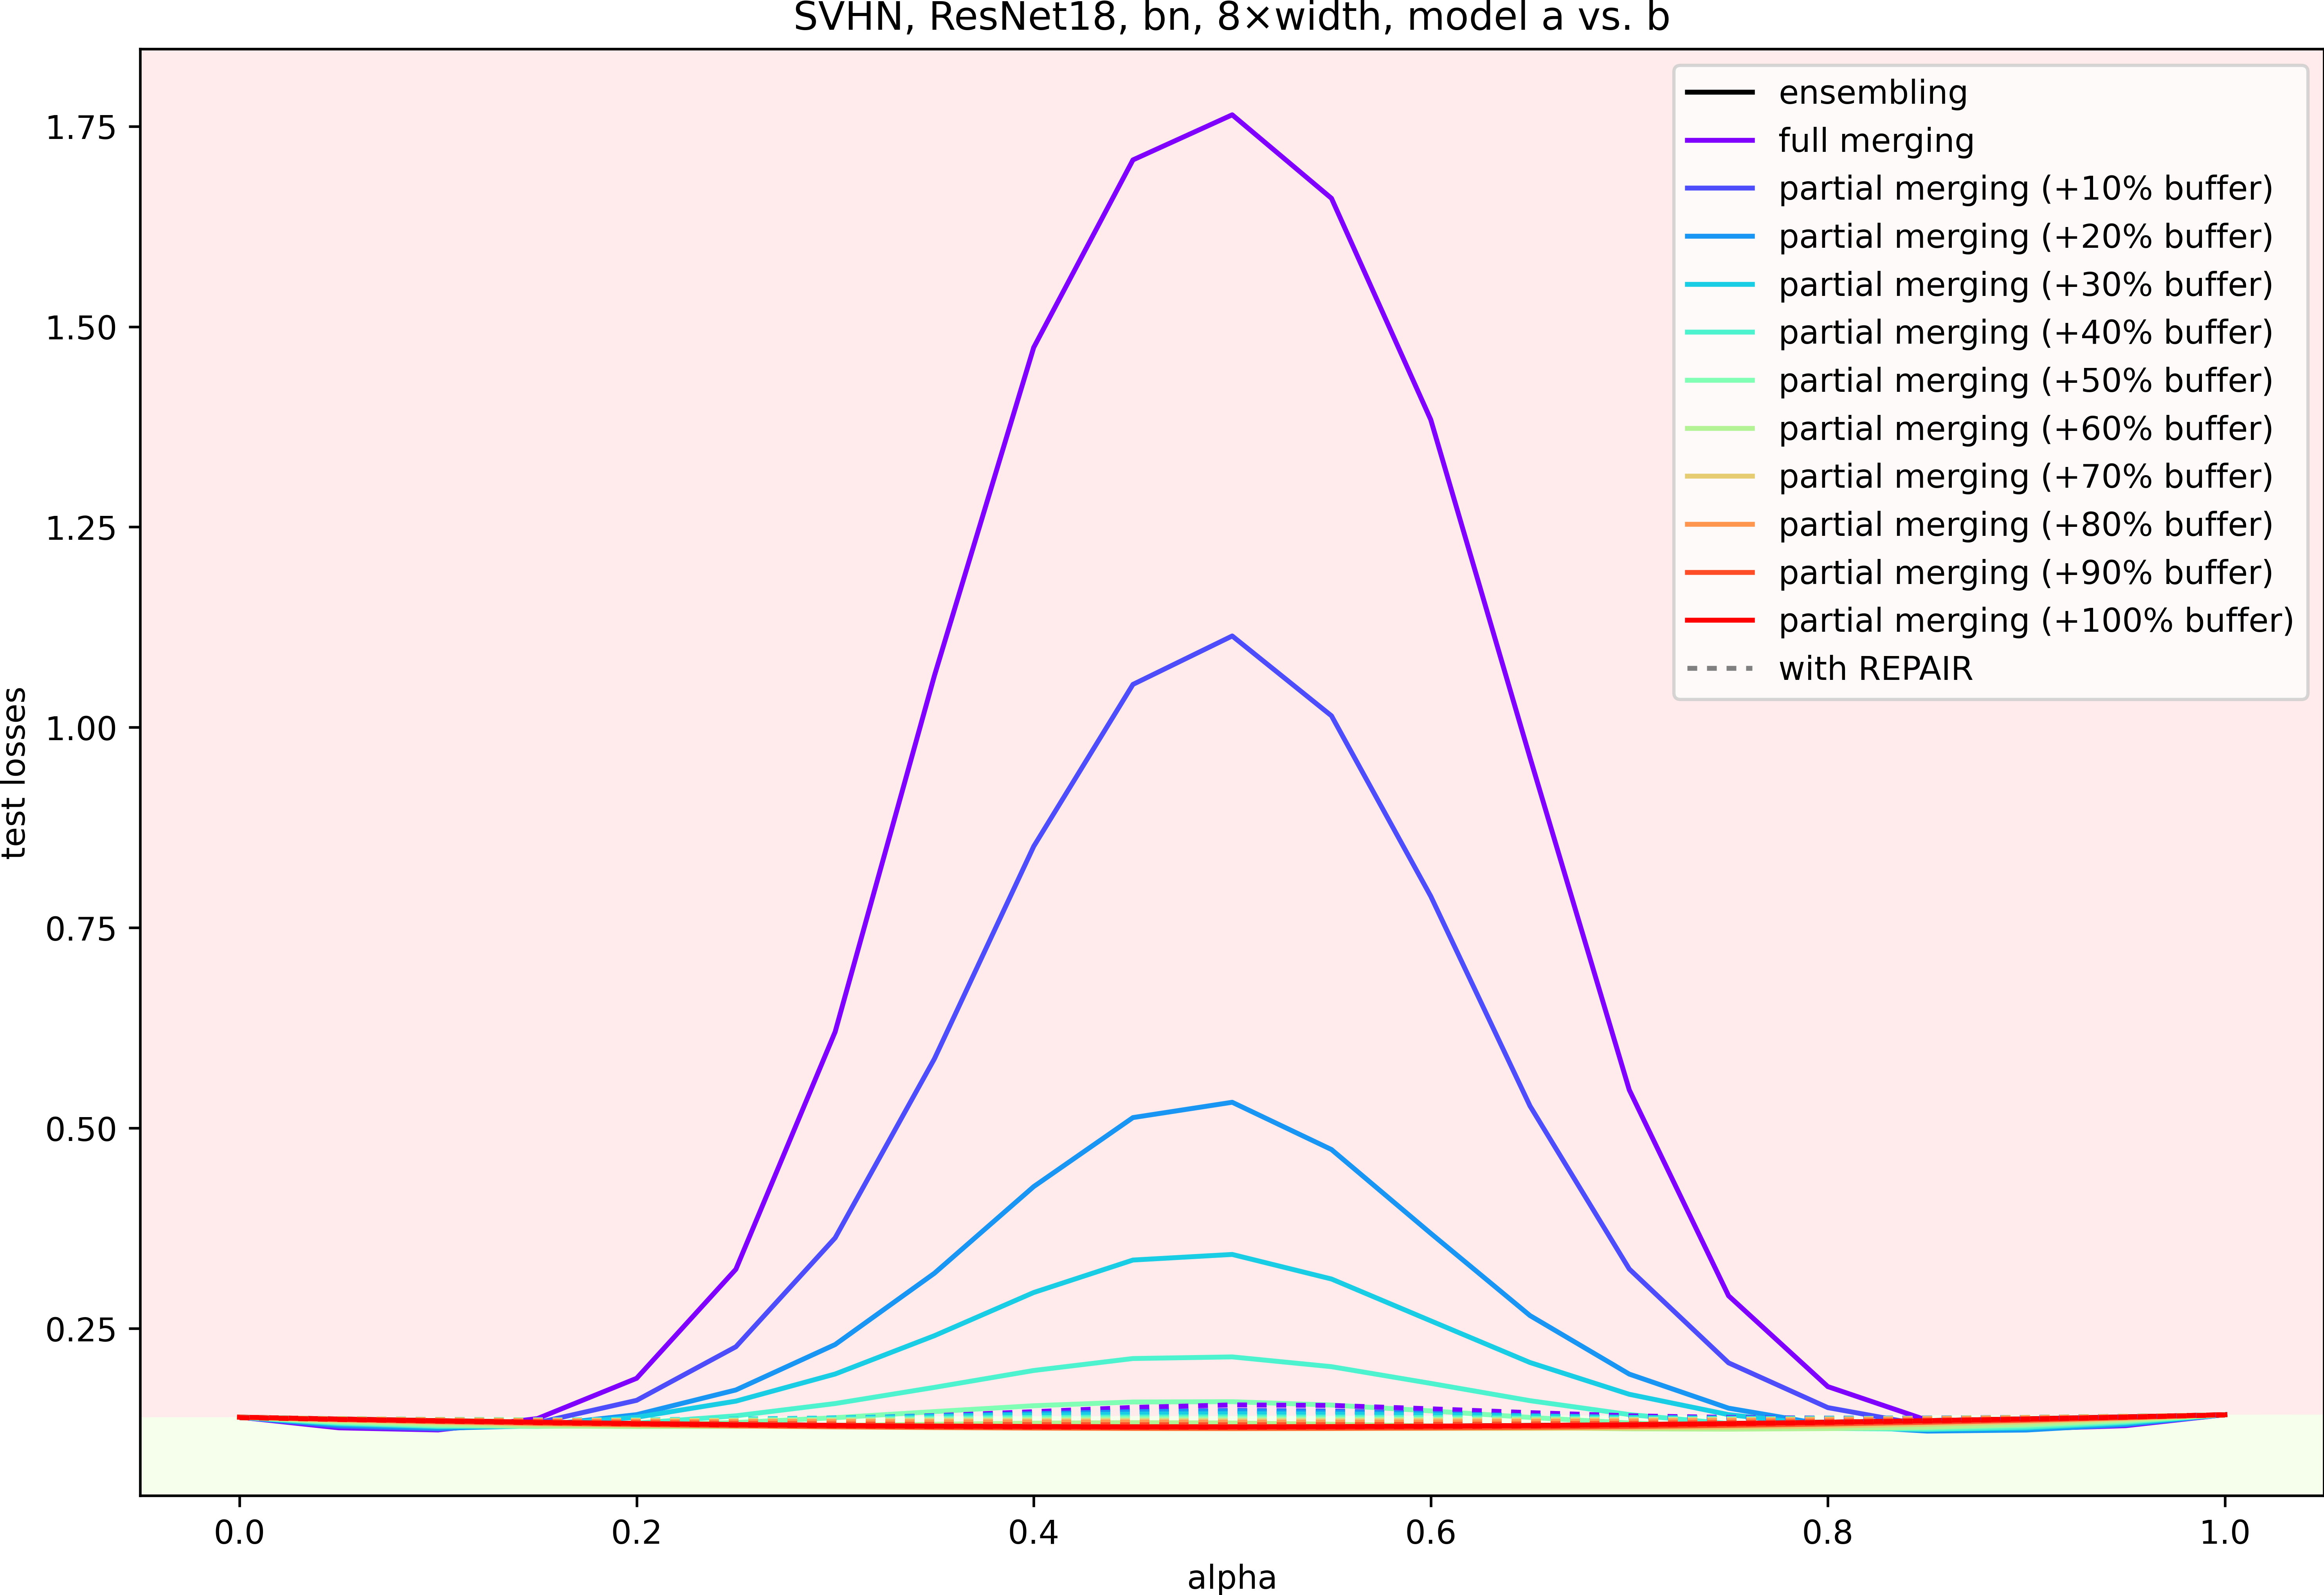 SVHN, ResNet18, bn, 8×width, model a vs. b
ensembling
full merging
partial merging (+10% buffer)
partial merging (+20% buffer)
partial merging (+30% buffer)
partial merging (+40% buffer)
partial merging (+50% buffer)
partial merging (+60% buffer)
partial merging (+70% buffer)
partial merging (+80% buffer)
partial merging (+90% buffer)
partial merging (+100% buffer)
with REPAIR
test losses
1.75
1.50
1.25
1.00
0.75
0.50
0.25
0.0 0.2 0.4 0.6 0.8 1.0
alpha